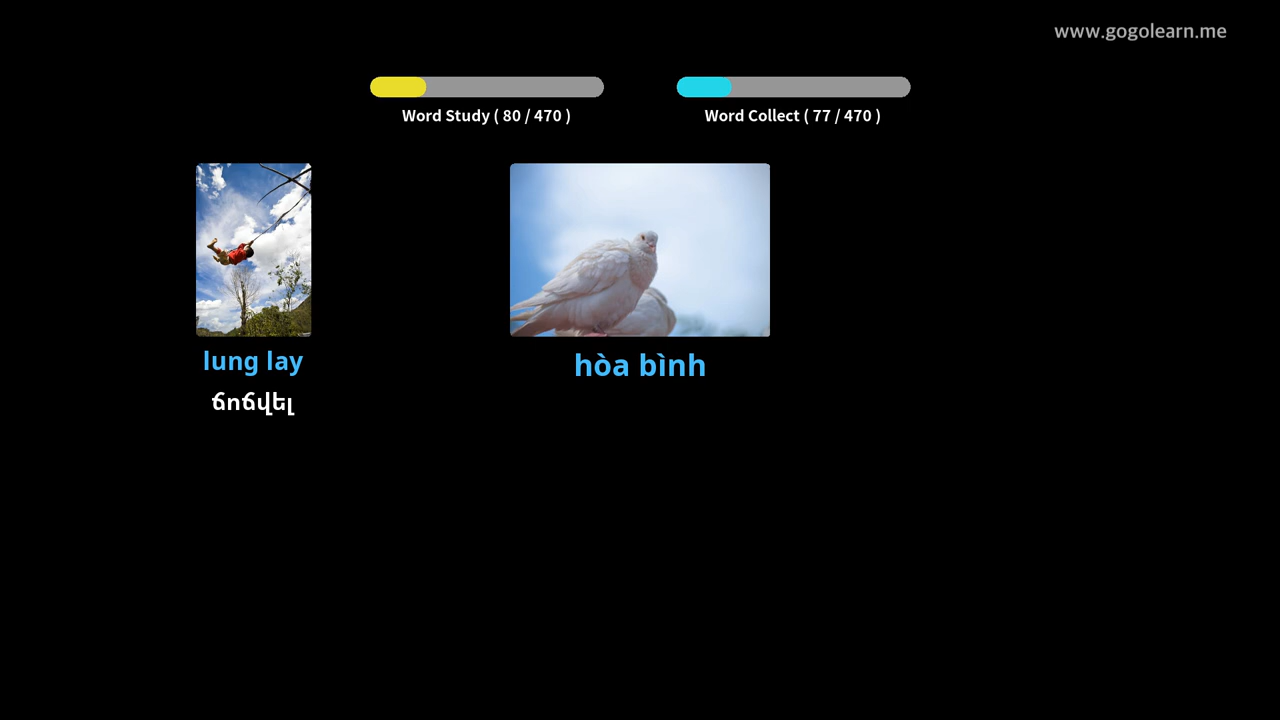 www.gogolearn.me
Word Study ( 80 / 470 )
Word Collect ( 77 / 470 )
lung lay
ճոճվել
hòa bình